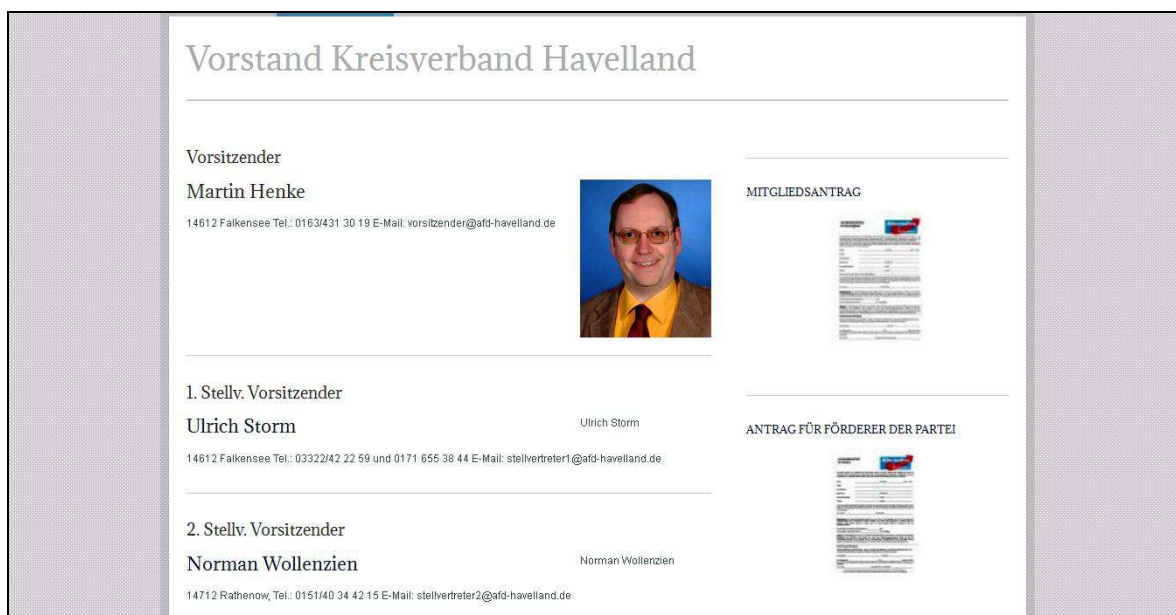 Vorstand Kreisverband Havelland
Vorsitzender
Martin Henke
14612 Falkensee Tel.: 0163/431 30 19 E-Mail: vorsitzender@afd-havelland.de
1. Stellv. Vorsitzender
Ulrich Storm
Ulrich Storm
14612 Falkensee Tel.: 03322/42 22 59 und 0171 655 38 44 E-Mail: stellvertreter1@afd-havelland.de
2. Stellv. Vorsitzender
Norman Wollenzien
Norman Wollenzien
14712 Rathenow, Tel.: 0151/40 34 42 15 E-Mail: stellvertreter2@afd-havelland.de
MITGLIEDSANTRAG
ANTRAG FÜR FÖRDERER DER PARTEI